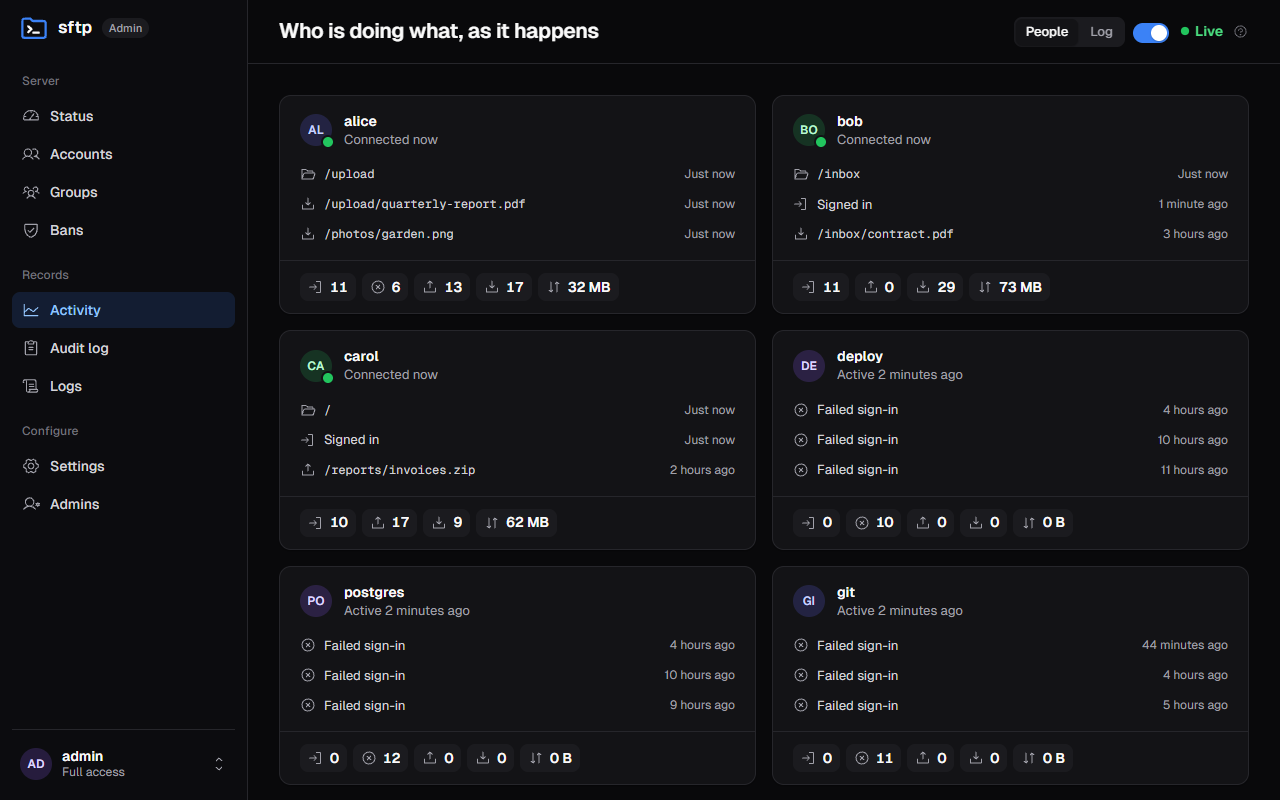 sftp Admin
Server
Status
Accounts
Groups
Bans
Records
Activity
Audit log
Logs
Configure
Settings
Admins
AD admin
Full access
Who is doing what, as it happens
People Log Live
AL alice
Connected now
/upload Just now
/upload/quarterly-report.pdf Just now
/photos/garden.png Just now
11 6 13 17 32 MB
BO bob
Connected now
/inbox Just now
Signed in 1 minute ago
/inbox/contract.pdf 3 hours ago
11 0 29 73 MB
CA carol
Connected now
/ Just now
Signed in Just now
/reports/invoices.zip 2 hours ago
10 17 9 62 MB
DE deploy
Active 2 minutes ago
Failed sign-in 4 hours ago
Failed sign-in 10 hours ago
Failed sign-in 11 hours ago
0 10 0 0 0 B
PO postgres
Active 2 minutes ago
Failed sign-in 4 hours ago
Failed sign-in 10 hours ago
Failed sign-in 9 hours ago
0 12 0 0 0 B
GI git
Active 2 minutes ago
Failed sign-in 44 minutes ago
Failed sign-in 4 hours ago
Failed sign-in 5 hours ago
0 11 0 0 0 B